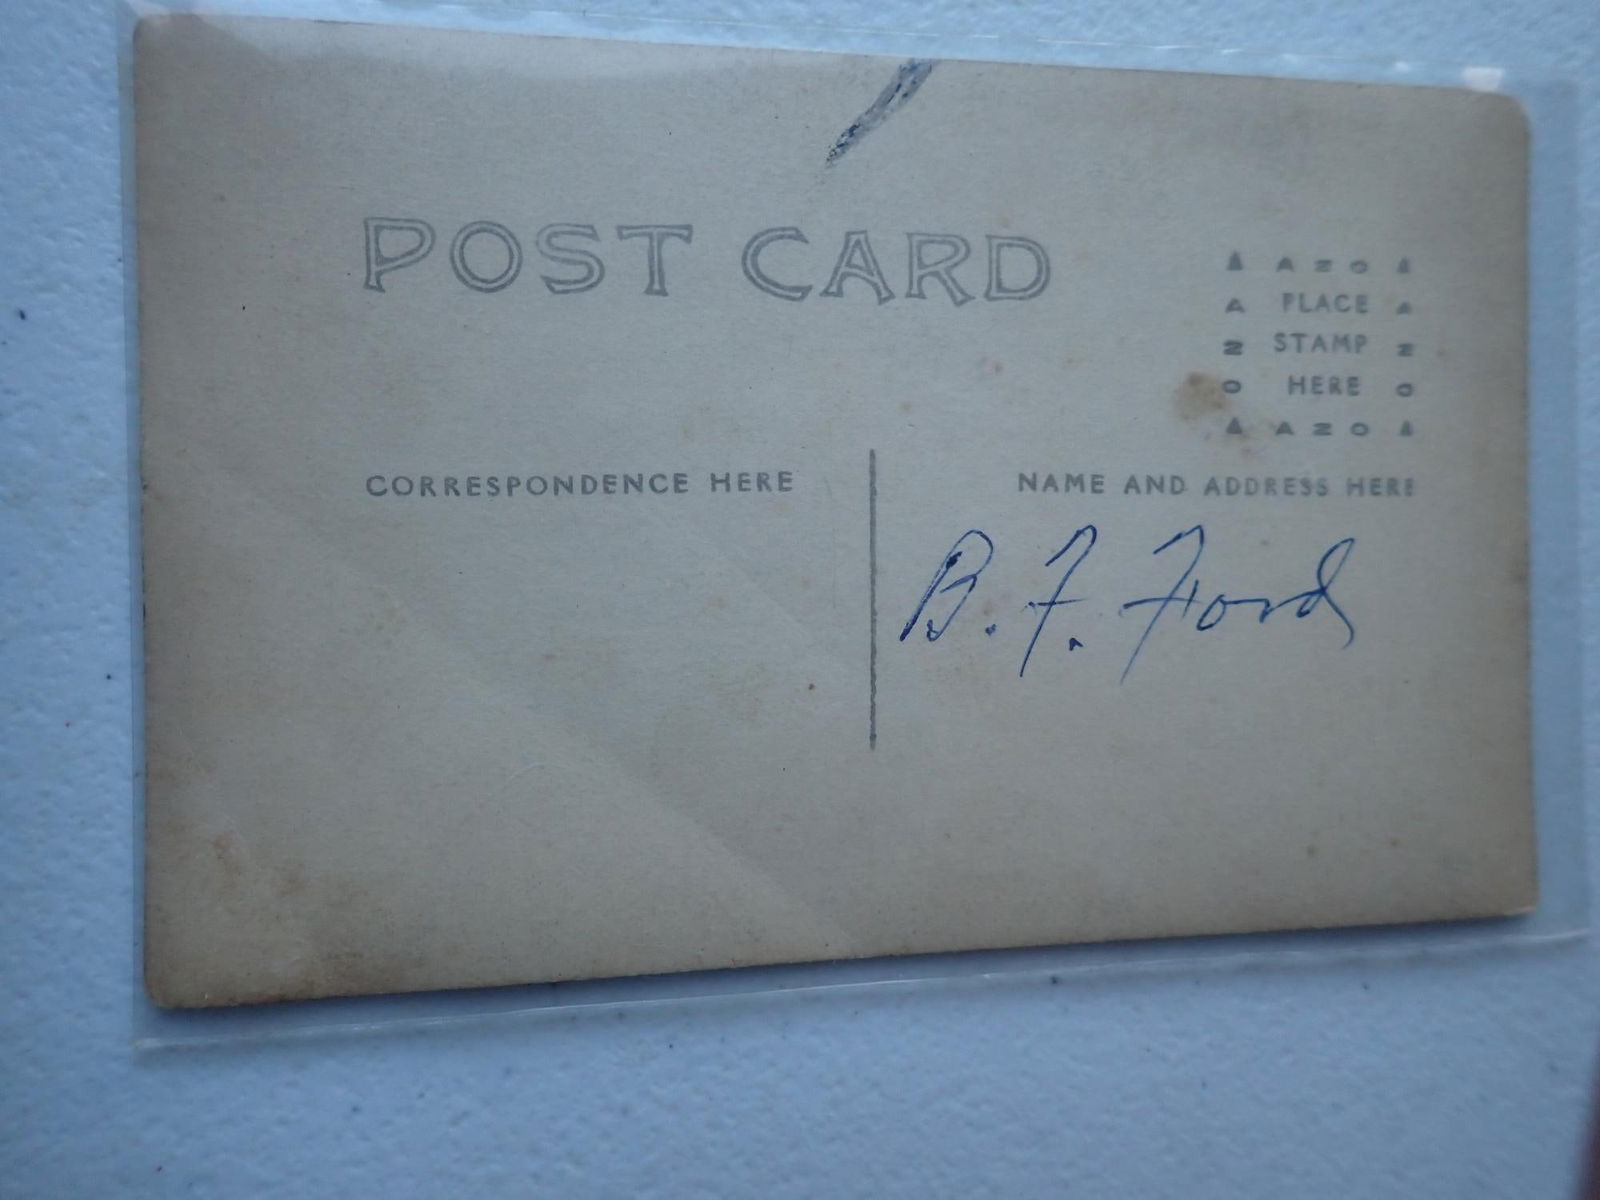 POST CARD
▲ AZO ▲
A PLACE A
Z STAMP Z
O HERE O
▲ AZO ▲
CORRESPONDENCE HERE
NAME AND ADDRESS HERE
B. F. Ford